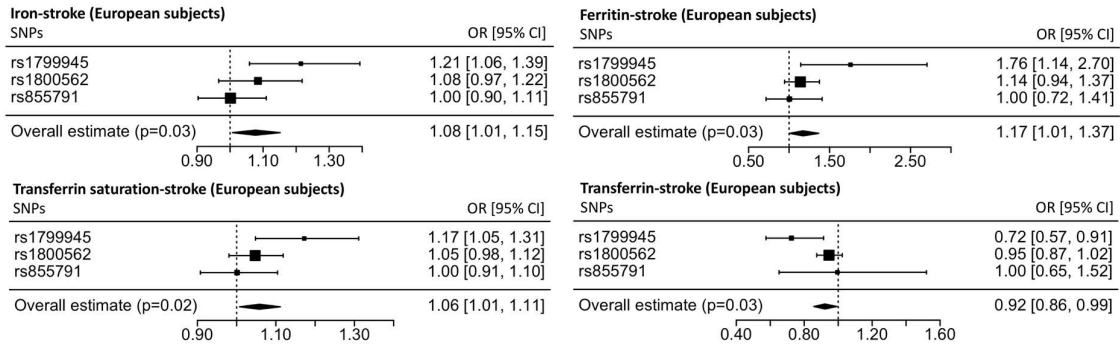 Iron-stroke (European subjects)
SNPs OR [95% CI]
rs1799945 1.21 [1.06, 1.39]
rs1800562 1.08 [0.97, 1.22]
rs855791 1.00 [0.90, 1.11]
Overall estimate (p=0.03) 1.08 [1.01, 1.15]
0.90 1.10 1.30
Ferritin-stroke (European subjects)
SNPs OR [95% CI]
rs1799945 1.76 [1.14, 2.70]
rs1800562 1.14 [0.94, 1.37]
rs855791 1.00 [0.72, 1.41]
Overall estimate (p=0.03) 1.17 [1.01, 1.37]
0.50 1.50 2.50
Transferrin saturation-stroke (European subjects)
SNPs OR [95% CI]
rs1799945 1.17 [1.05, 1.31]
rs1800562 1.05 [0.98, 1.12]
rs855791 1.00 [0.91, 1.10]
Overall estimate (p=0.02) 1.06 [1.01, 1.11]
0.90 1.10 1.30
Transferrin-stroke (European subjects)
SNPs OR [95% CI]
rs1799945 0.72 [0.57, 0.91]
rs1800562 0.95 [0.87, 1.02]
rs855791 1.00 [0.65, 1.52]
Overall estimate (p=0.03) 0.92 [0.86, 0.99]
0.40 0.80 1.20 1.60